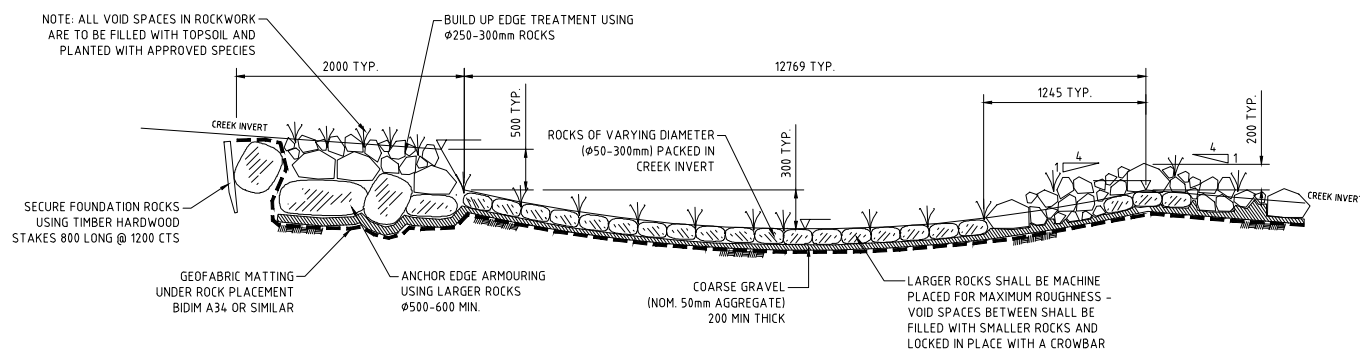 NOTE: ALL VOID SPACES IN ROCKWORK
ARE TO BE FILLED WITH TOPSOIL AND
PLANTED WITH APPROVED SPECIES
BUILD UP EDGE TREATMENT USING
Ø250-300mm ROCKS
2000 TYP.
12769 TYP.
1245 TYP.
500 TYP.
300 TYP.
200 TYP.
CREEK INVERT
ROCKS OF VARYING DIAMETER
(Ø50-300mm) PACKED IN
CREEK INVERT
4
1
4
1
CREEK INVERT
SECURE FOUNDATION ROCKS
USING TIMBER HARDWOOD
STAKES 800 LONG @ 1200 CTS
GEOFABRIC MATTING
UNDER ROCK PLACEMENT
BIDIM A34 OR SIMILAR
ANCHOR EDGE ARMOURING
USING LARGER ROCKS
Ø500-600 MIN.
COARSE GRAVEL
(NOM. 50mm AGGREGATE)
200 MIN THICK
LARGER ROCKS SHALL BE MACHINE
PLACED FOR MAXIMUM ROUGHNESS -
VOID SPACES BETWEEN SHALL BE
FILLED WITH SMALLER ROCKS AND
LOCKED IN PLACE WITH A CROWBAR